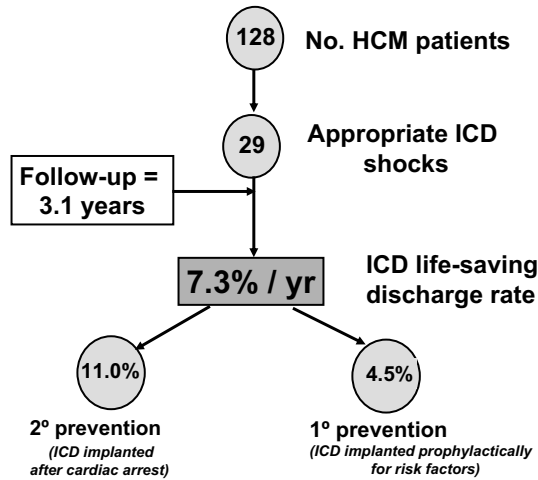 128
No. HCM patients
29
Appropriate ICD
shocks
Follow-up =
3.1 years
7.3% / yr
ICD life-saving
discharge rate
11.0%
4.5%
2º prevention
(ICD implanted
after cardiac arrest)
1º prevention
(ICD implanted prophylactically
for risk factors)